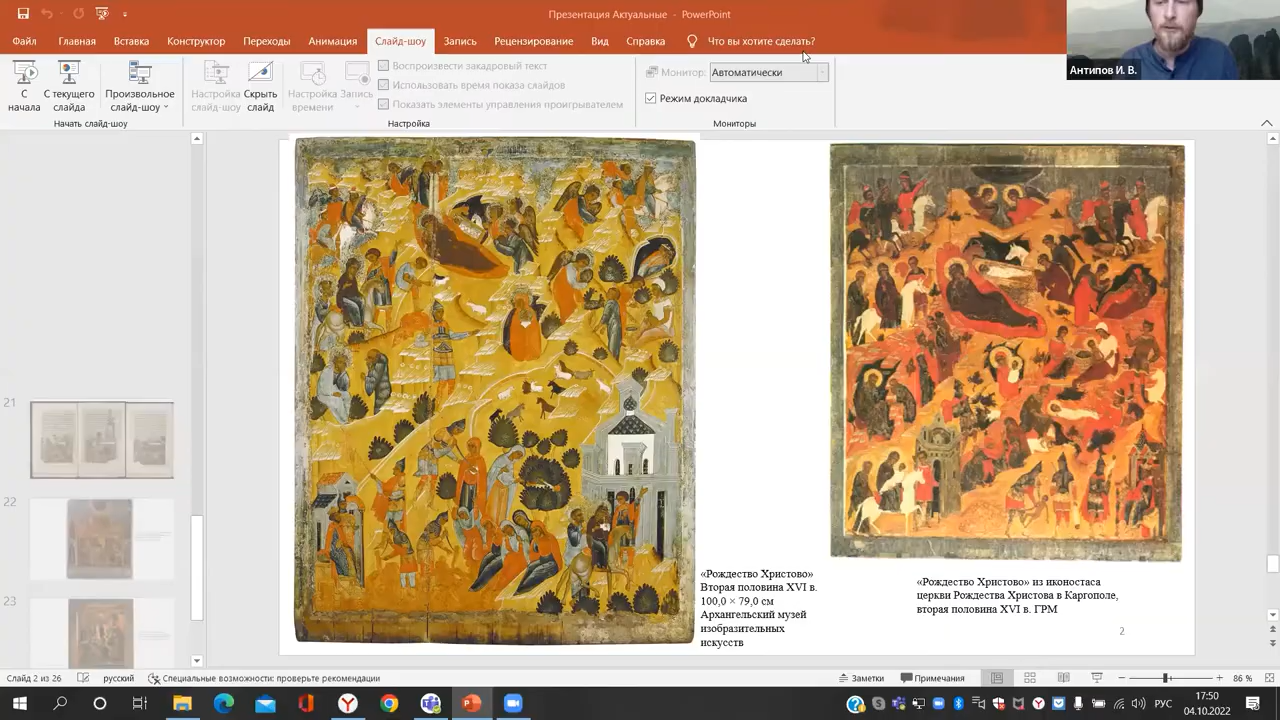 Презентация Актуальные - PowerPoint
Файл Главная Вставка Конструктор Переходы Анимация Слайд-шоу Запись Рецензирование Вид Справка Что вы хотите сделать?
Антипов И. В.
С начала
С текущего слайда
Произвольное слайд-шоу
Настройка слайд-шоу
Скрыть слайд
Настройка времени
Запись
Воспроизвести закадровый текст
Использовать время показа слайдов
Показать элементы управления проигрывателем
Монитор: Автоматически
Режим докладчика
Начать слайд-шоу
Настройка
Мониторы
21
22
23
«Рождество Христово»
Вторая половина XVI в.
100,0 × 79,0 см
Архангельский музей
изобразительных
искусств
«Рождество Христово» из иконостаса
церкви Рождества Христова в Каргополе,
вторая половина XVI в. ГРМ
2
Слайд 2 из 26 русский Специальные возможности: проверьте рекомендации Заметки Примечания 86 %
РУС
17:50
04.10.2022